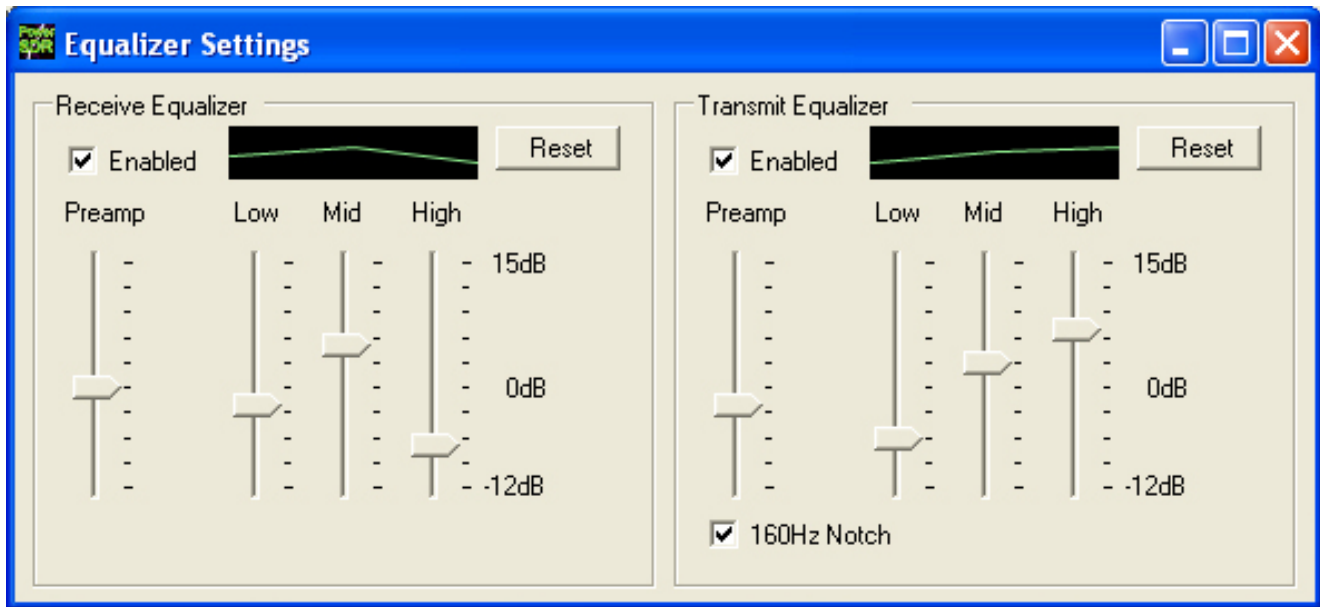 Power SDR Equalizer Settings
Receive Equalizer
Enabled
Reset
Preamp Low Mid High
15dB
0dB
-12dB
Transmit Equalizer
Enabled
Reset
Preamp Low Mid High
15dB
0dB
-12dB
160Hz Notch